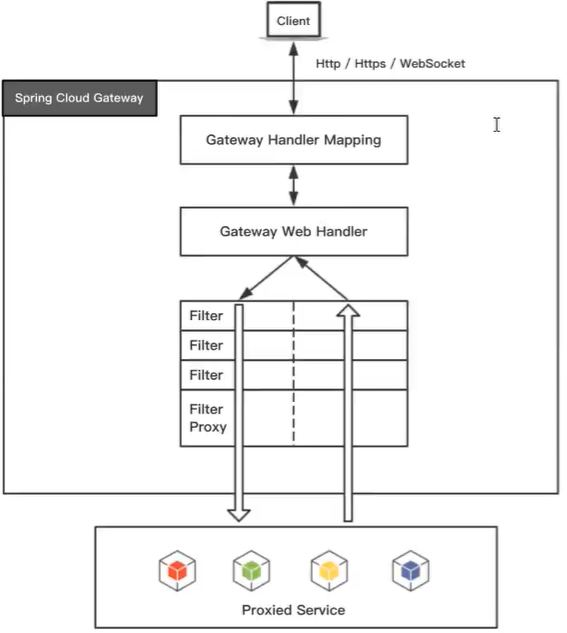 Client
Http / Https / WebSocket
Spring Cloud Gateway
Gateway Handler Mapping
Gateway Web Handler
Filter
Filter
Filter
Filter
Proxy
Proxied Service